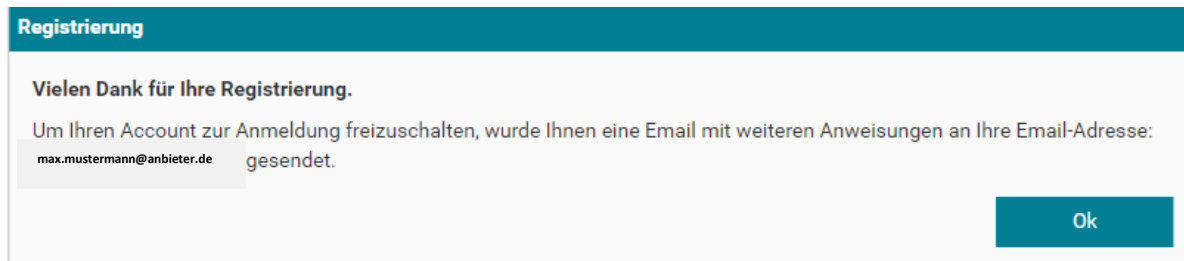 Registrierung
Vielen Dank für Ihre Registrierung.
Um Ihren Account zur Anmeldung freizuschalten, wurde Ihnen eine Email mit weiteren Anweisungen an Ihre Email-Adresse:
max.mustermann@anbieter.de gesendet.
Ok